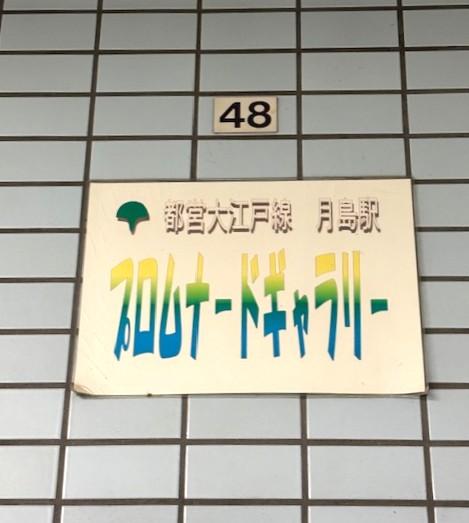 48
都営大江戸線 月島駅
プロムナードギャラリー